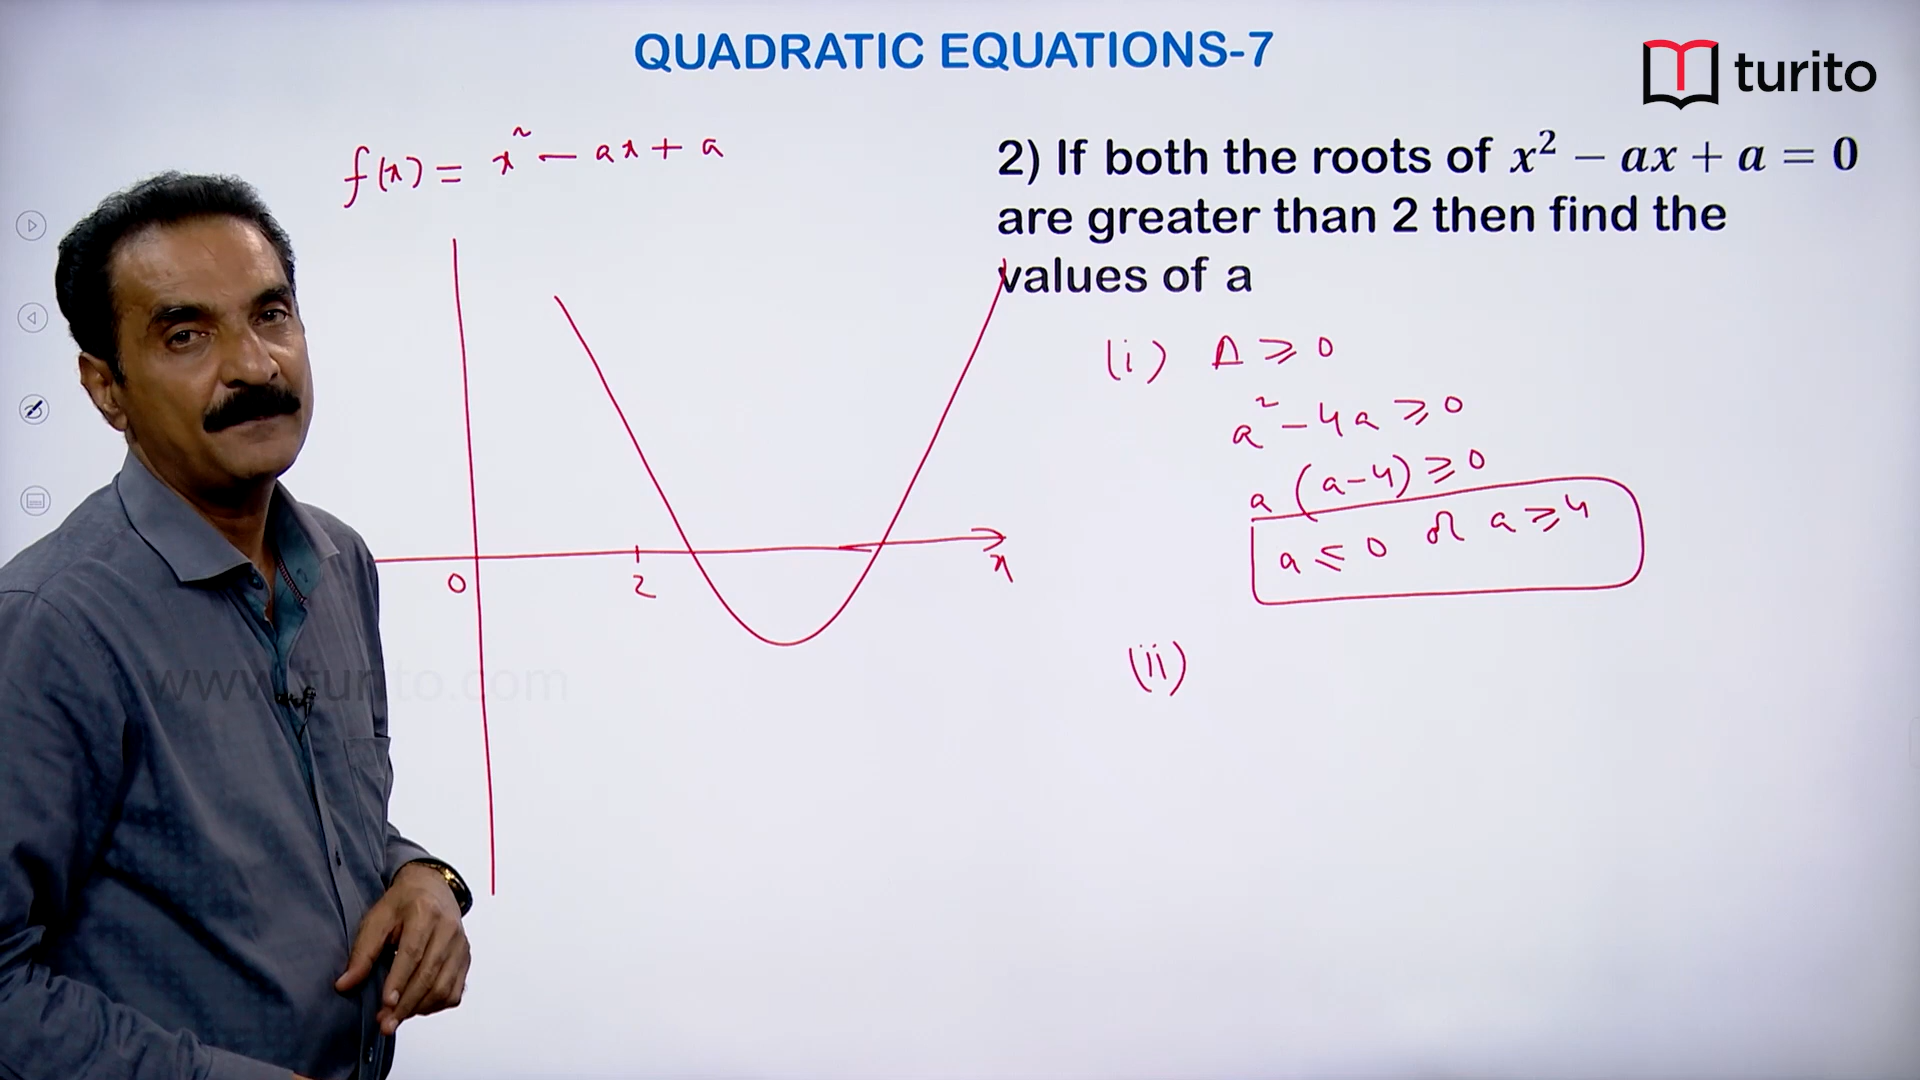 QUADRATIC EQUATIONS-7
turito
f(x) = x² - ax + a
2) If both the roots of x² − ax + a = 0
are greater than 2 then find the
values of a
(i) Δ ⩾ 0
a² - 4a ⩾ 0
a (a-4) ⩾ 0
a ⩽ 0 or a ⩾ 4
0
2
x
(ii)
www.turito.com